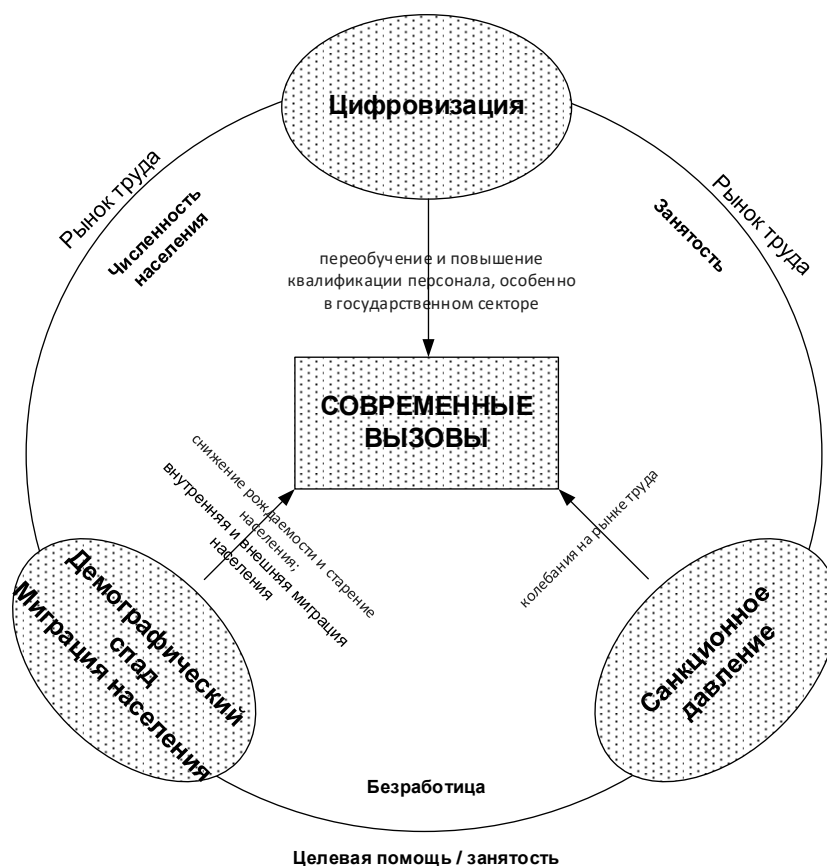 Цифровизация
Рынок труда
Численность
населения
Занятость
Рынок труда
переобучение и повышение
квалификации персонала, особенно
в государственном секторе
СОВРЕМЕННЫЕ
ВЫЗОВЫ
снижение рождаемости и старение
населения;
внутренняя и внешняя миграция
населения
колебания на рынке труда
Демографический
спад
Миграция населения
Санкционное
давление
Безработица
Целевая помощь / занятость